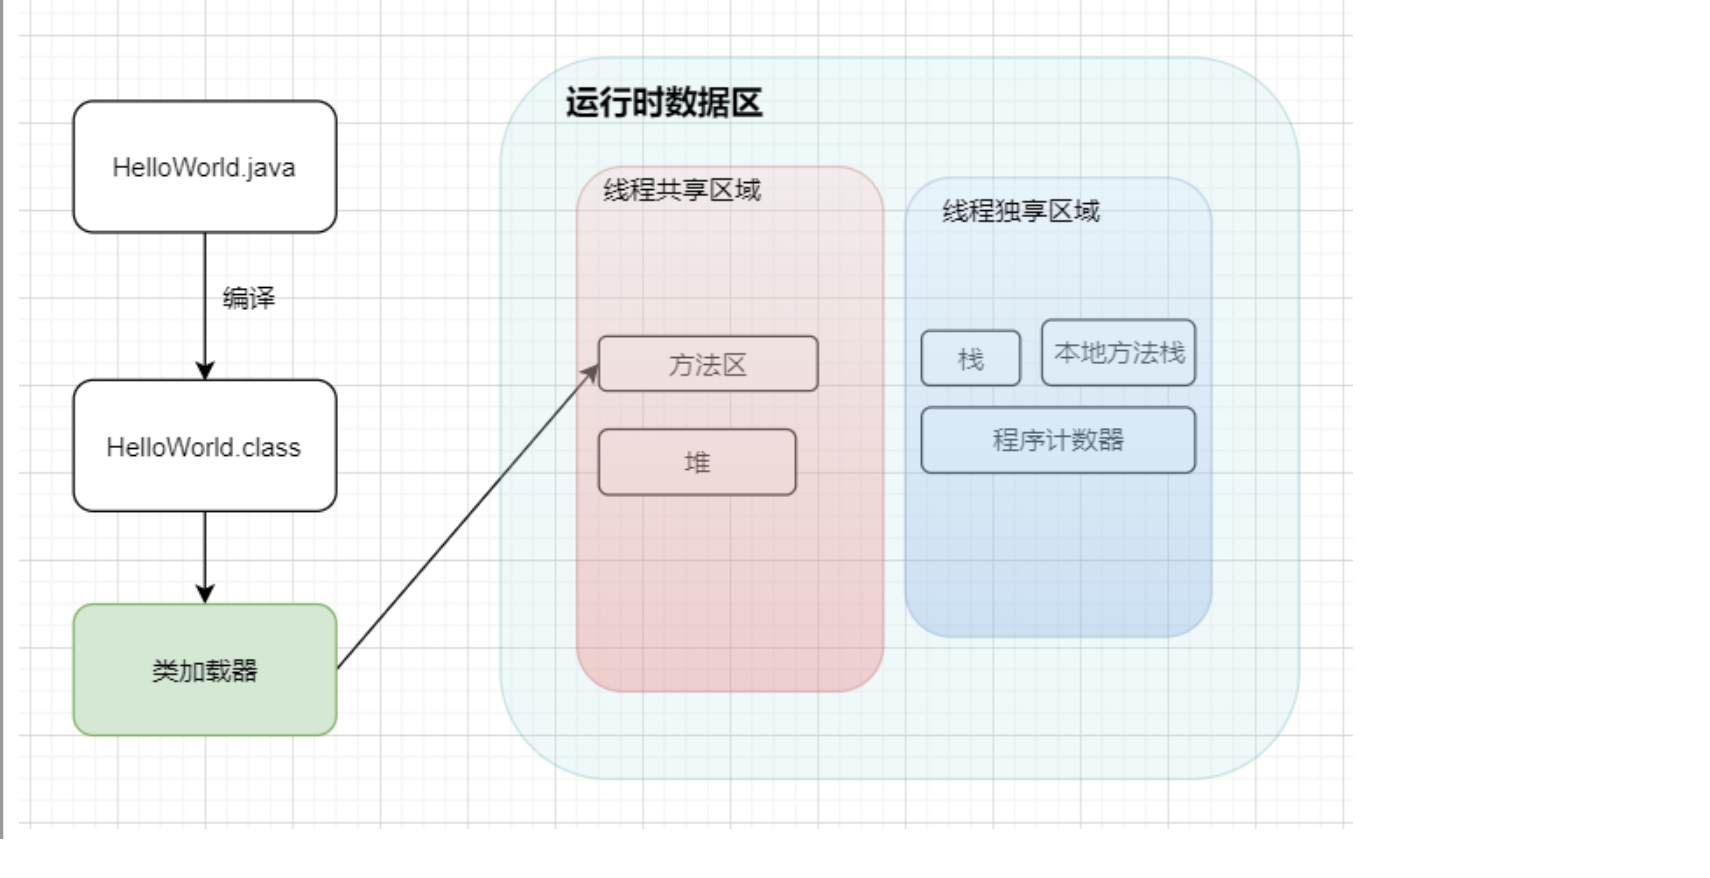 HelloWorld.java
编译
HelloWorld.class
类加载器
运行时数据区
线程共享区域
方法区
堆
线程独享区域
栈
本地方法栈
程序计数器